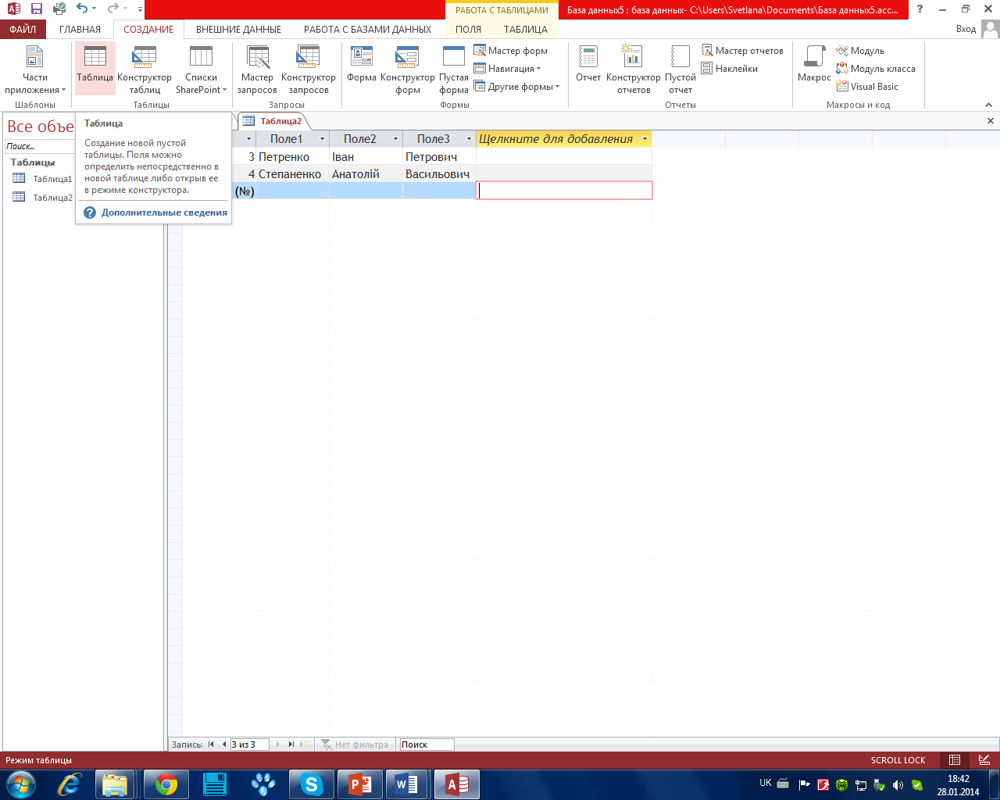 РАБОТА С ТАБЛИЦАМИ
База данных5 : база данных- C:\Users\Svetlana\Documents\База данных5.acc...
ФАЙЛ ГЛАВНАЯ СОЗДАНИЕ ВНЕШНИЕ ДАННЫЕ РАБОТА С БАЗАМИ ДАННЫХ ПОЛЯ ТАБЛИЦА Вход
Части приложения
Шаблоны
Таблица
Конструктор таблиц
Списки SharePoint
Таблицы
Мастер запросов
Конструктор запросов
Запросы
Форма
Конструктор форм
Пустая форма
Мастер форм
Навигация
Другие формы
Формы
Отчет
Конструктор отчетов
Пустой отчет
Мастер отчетов
Наклейки
Отчеты
Макрос
Модуль
Модуль класса
Visual Basic
Макросы и код
Все объе
Поиск...
Таблицы
Таблица1
Таблица2
Таблица
Создание новой пустой
таблицы. Поля можно
определить непосредственно в
новой таблице либо открыв ее
в режиме конструктора.
Дополнительные сведения
Таблица2
Поле1 Поле2 Поле3 Щелкните для добавления
3 Петренко Іван Петрович
4 Степаненко Анатолій Васильович
(№)
Запись: 3 из 3 Нет фильтра Поиск
Режим таблицы SCROLL LOCK
UK
18:42
28.01.2014